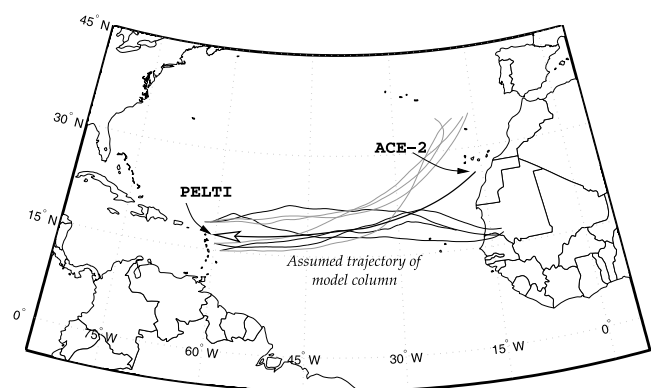 45° N
30° N
ACE-2
PELTI
15° N
Assumed trajectory of
model column
0°
75° W
60° W
45° W
30° W
15° W
0°